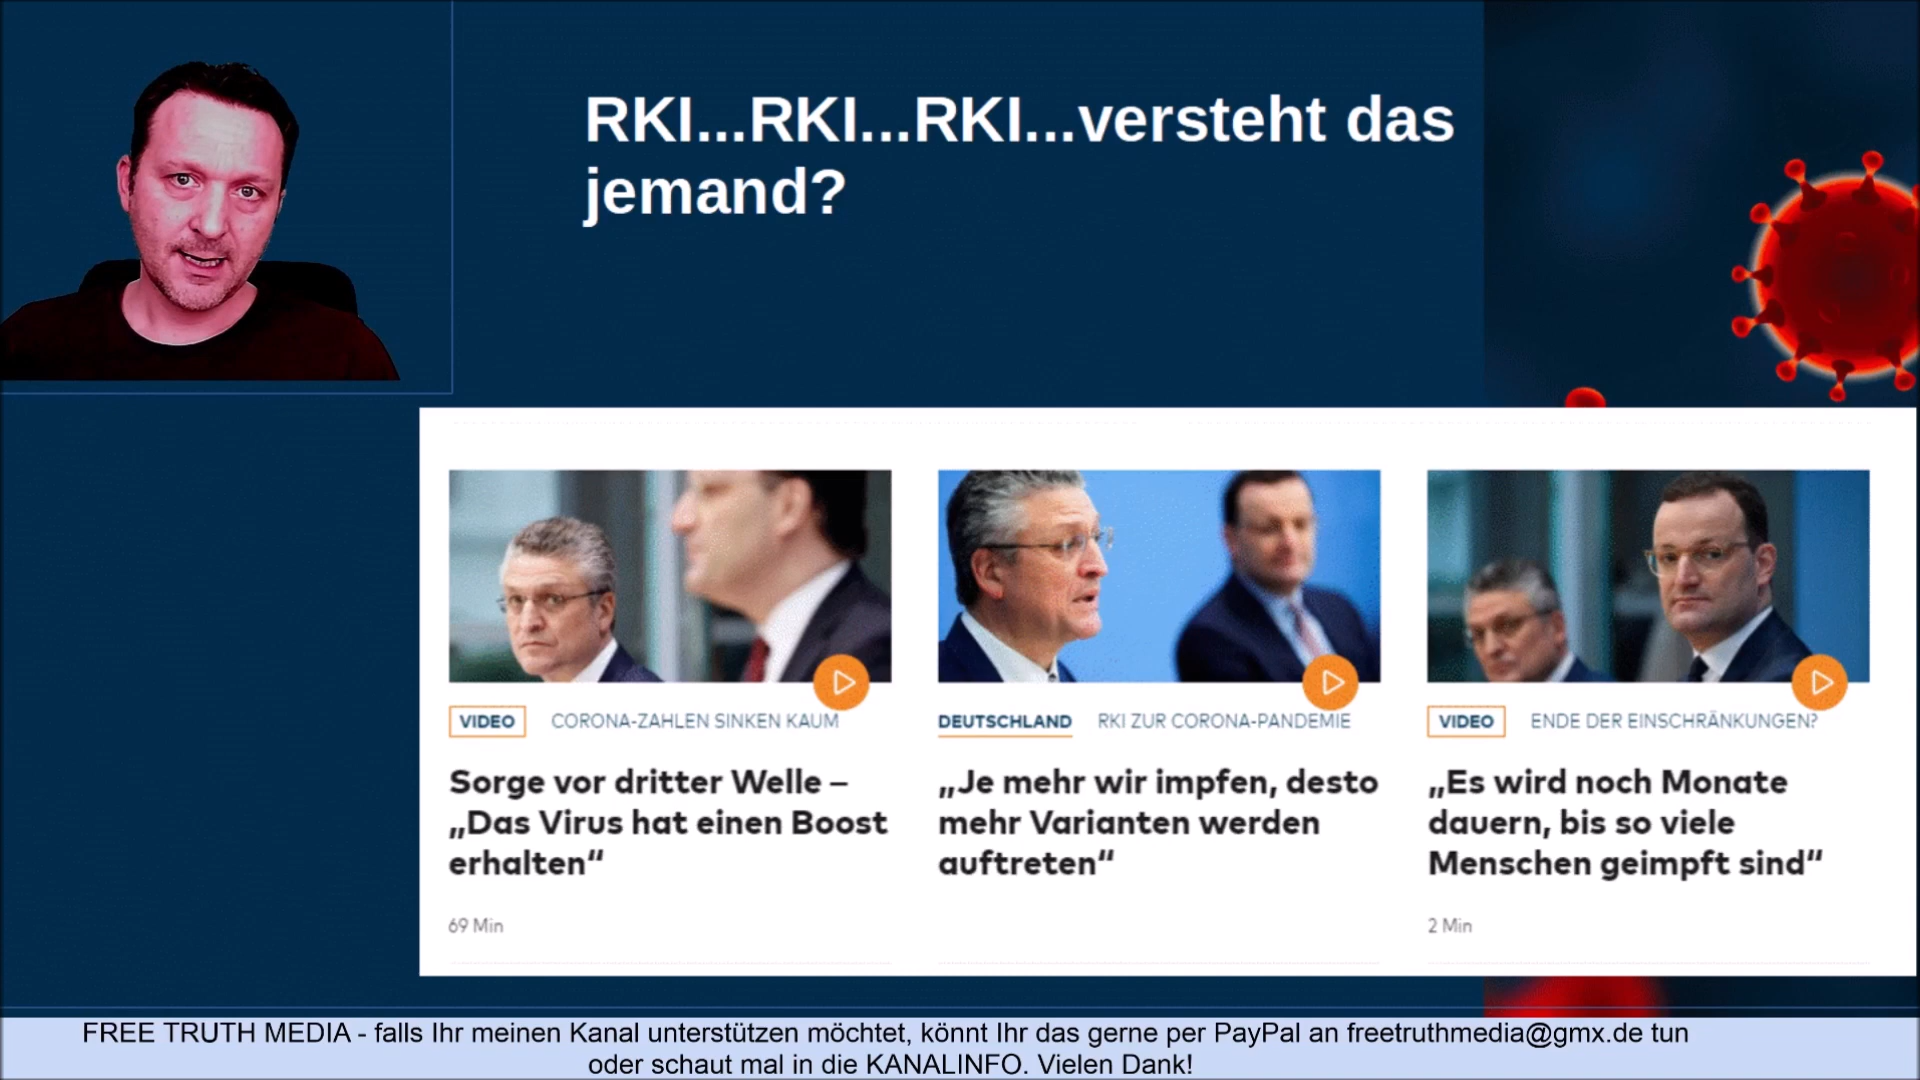 RKI...RKI...RKI...versteht das
jemand?
VIDEO CORONA-ZAHLEN SINKEN KAUM
Sorge vor dritter Welle –
„Das Virus hat einen Boost
erhalten“
69 Min
DEUTSCHLAND RKI ZUR CORONA-PANDEMIE
„Je mehr wir impfen, desto
mehr Varianten werden
auftreten“
VIDEO ENDE DER EINSCHRÄNKUNGEN?
„Es wird noch Monate
dauern, bis so viele
Menschen geimpft sind“
2 Min
FREE TRUTH MEDIA - falls Ihr meinen Kanal unterstützen möchtet, könnt Ihr das gerne per PayPal an freetruthmedia@gmx.de tun
oder schaut mal in die KANALINFO. Vielen Dank!